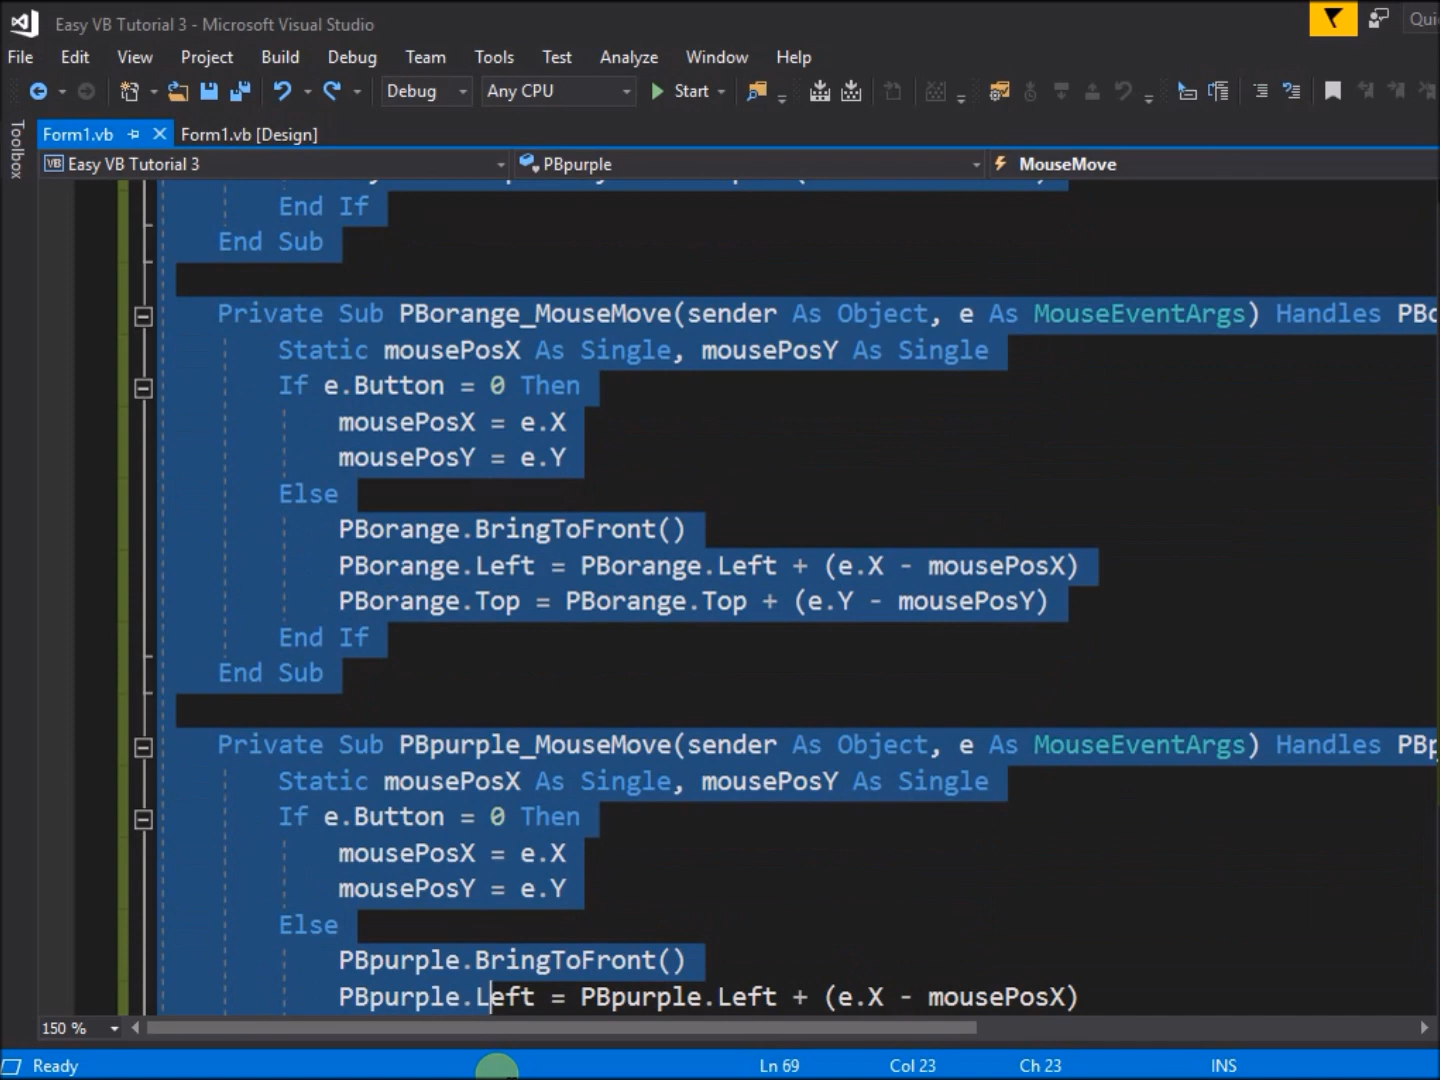 Easy VB Tutorial 3 - Microsoft Visual Studio
Qui
File Edit View Project Build Debug Team Tools Test Analyze Window Help
Debug Any CPU Start
Toolbox
Form1.vb Form1.vb [Design]
VB Easy VB Tutorial 3 PBpurple MouseMove
End If
End Sub
Private Sub PBorange_MouseMove(sender As Object, e As MouseEventArgs) Handles PBo
Static mousePosX As Single, mousePosY As Single
If e.Button = 0 Then
mousePosX = e.X
mousePosY = e.Y
Else
PBorange.BringToFront()
PBorange.Left = PBorange.Left + (e.X - mousePosX)
PBorange.Top = PBorange.Top + (e.Y - mousePosY)
End If
End Sub
Private Sub PBpurple_MouseMove(sender As Object, e As MouseEventArgs) Handles PBp
Static mousePosX As Single, mousePosY As Single
If e.Button = 0 Then
mousePosX = e.X
mousePosY = e.Y
Else
PBpurple.BringToFront()
PBpurple.Left = PBpurple.Left + (e.X - mousePosX)
150 %
Ready Ln 69 Col 23 Ch 23 INS